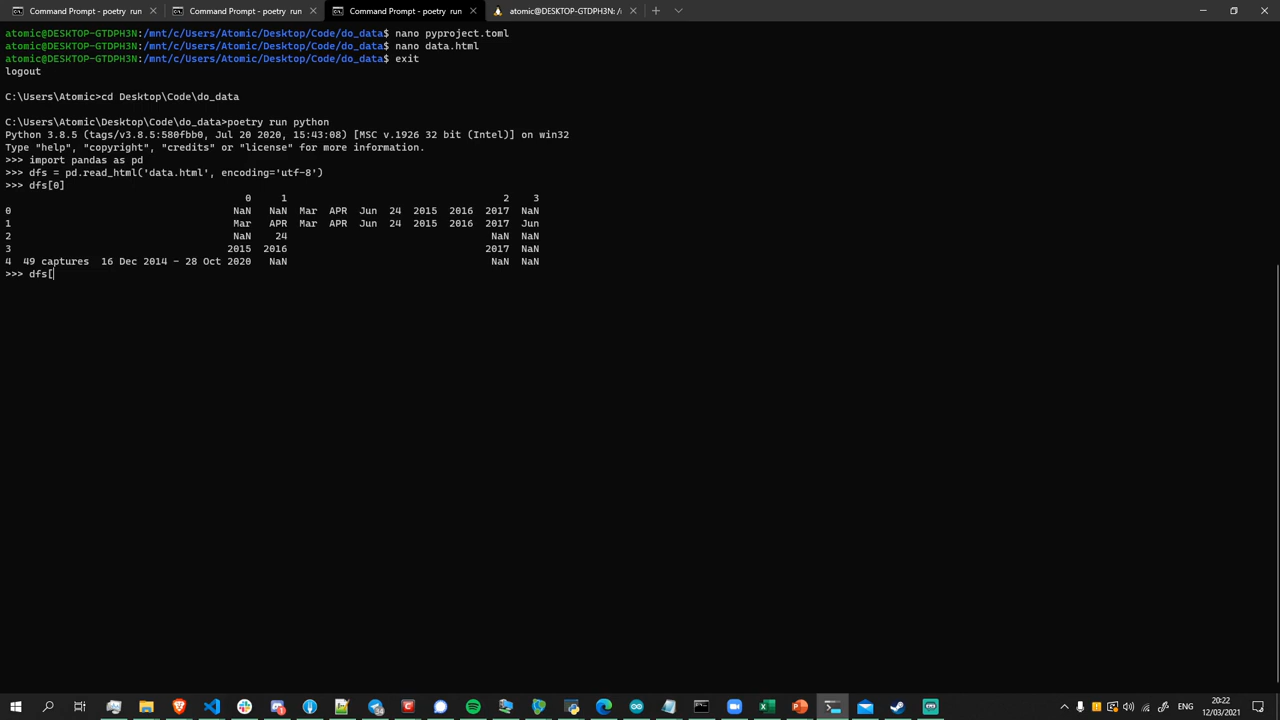 Command Prompt - poetry run
Command Prompt - poetry run
Command Prompt - poetry run
atomic@DESKTOP-GTDPH3N: /
atomic@DESKTOP-GTDPH3N:/mnt/c/Users/Atomic/Desktop/Code/do_data$ nano pyproject.toml
atomic@DESKTOP-GTDPH3N:/mnt/c/Users/Atomic/Desktop/Code/do_data$ nano data.html
atomic@DESKTOP-GTDPH3N:/mnt/c/Users/Atomic/Desktop/Code/do_data$ exit
logout
C:\Users\Atomic>cd Desktop\Code\do_data
C:\Users\Atomic\Desktop\Code\do_data>poetry run python
Python 3.8.5 (tags/v3.8.5:580fbb0, Jul 20 2020, 15:43:08) [MSC v.1926 32 bit (Intel)] on win32
Type "help", "copyright", "credits" or "license" for more information.
>>> import pandas as pd
>>> dfs = pd.read_html('data.html', encoding='utf-8')
>>> dfs[0]
0 1 2 3
0 NaN NaN Mar APR Jun 24 2015 2016 2017 NaN
1 Mar APR Mar APR Jun 24 2015 2016 2017 Jun
2 NaN 24 NaN NaN
3 2015 2016 2017 NaN
4 49 captures 16 Dec 2014 - 28 Oct 2020 NaN NaN NaN
>>> dfs[
ENG
20:22
12/03/2021